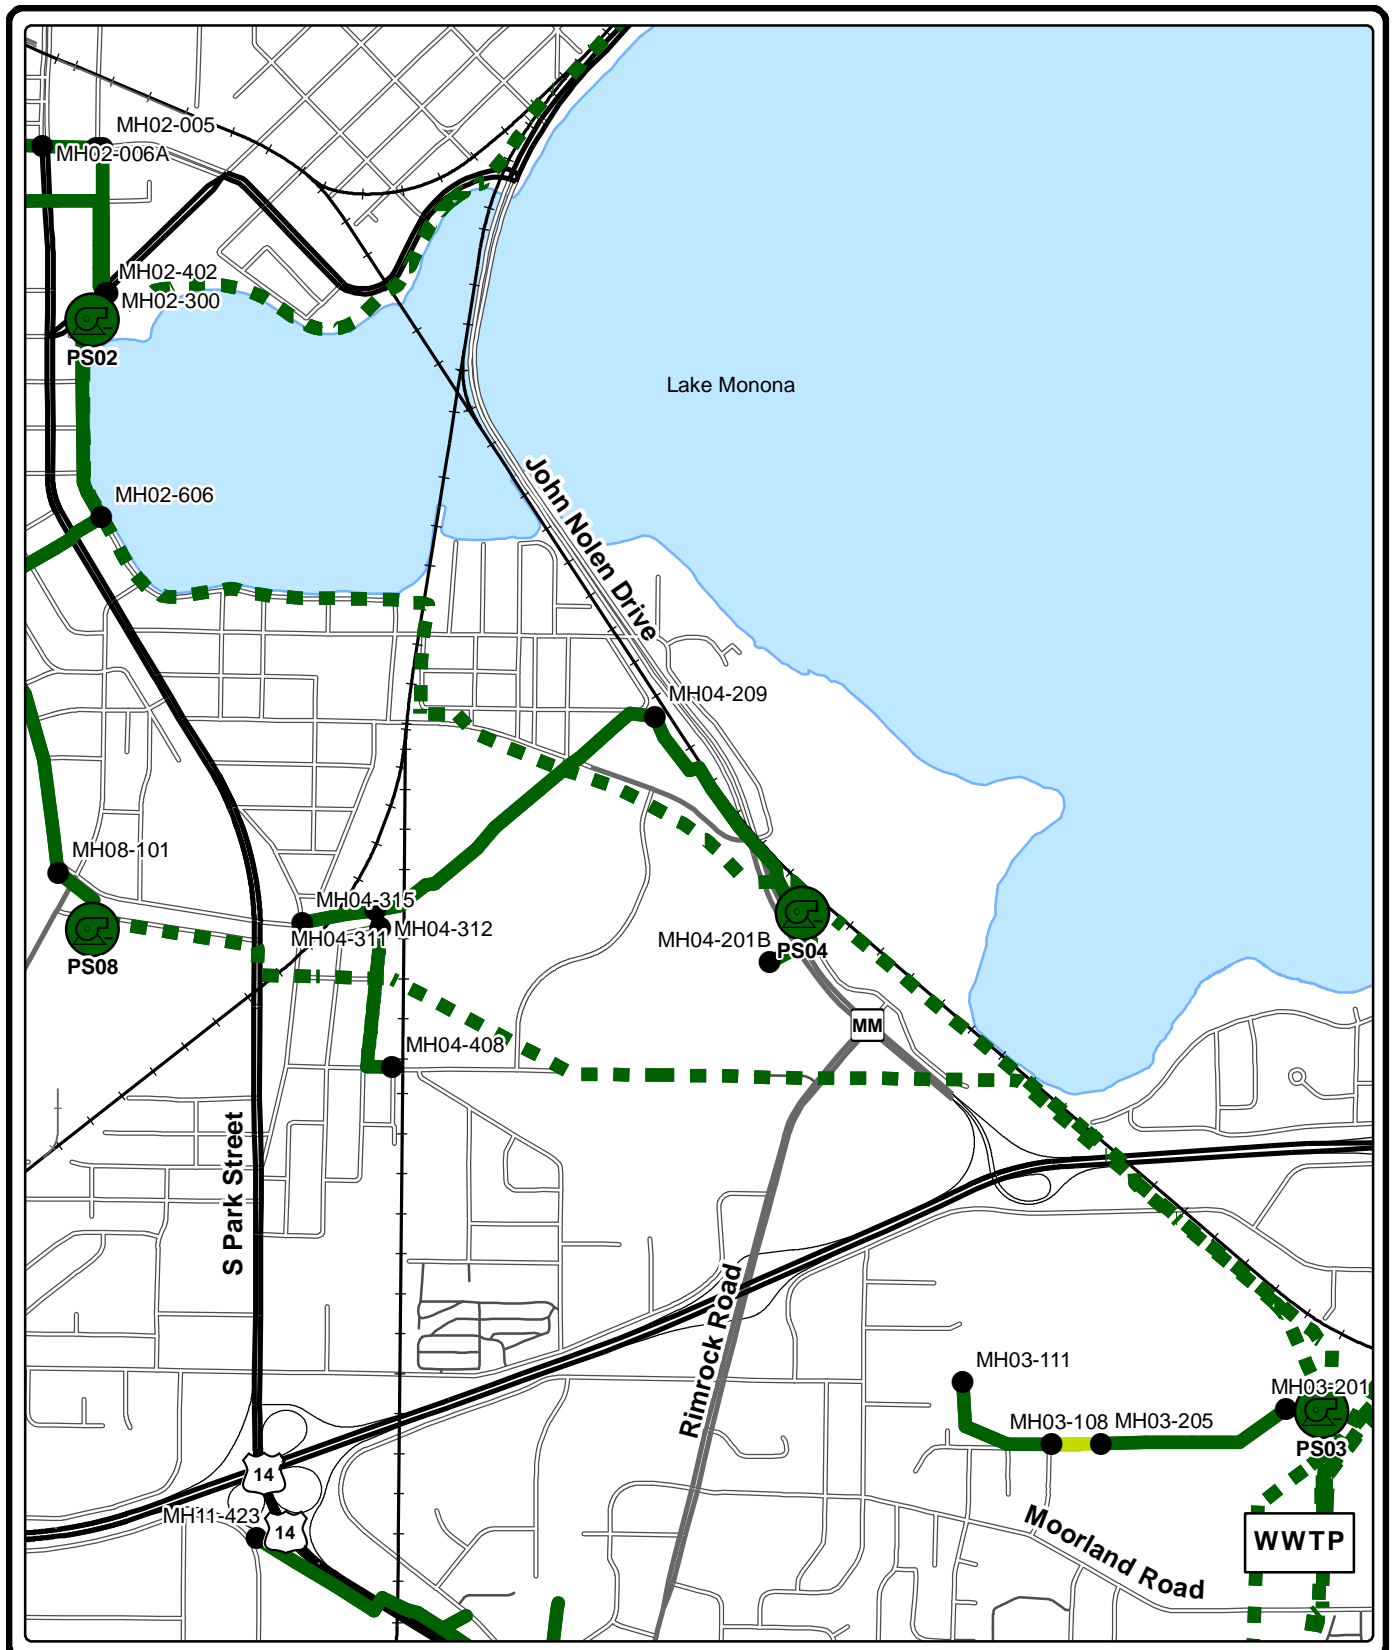 MH02-005
MH02-006A
MH02-402
MH02-300
PS02
Lake Monona
MH02-606
John Nolen Drive
MH04-209
MH08-101
MH04-315
MH04-311
MH04-312
MH04-201B
PS04
PS08
MM
MH04-408
S Park Street
Rimrock Road
MH03-111
MH03-201
MH03-108
MH03-205
PS03
14
MH11-423
14
Moorland Road
WWTP